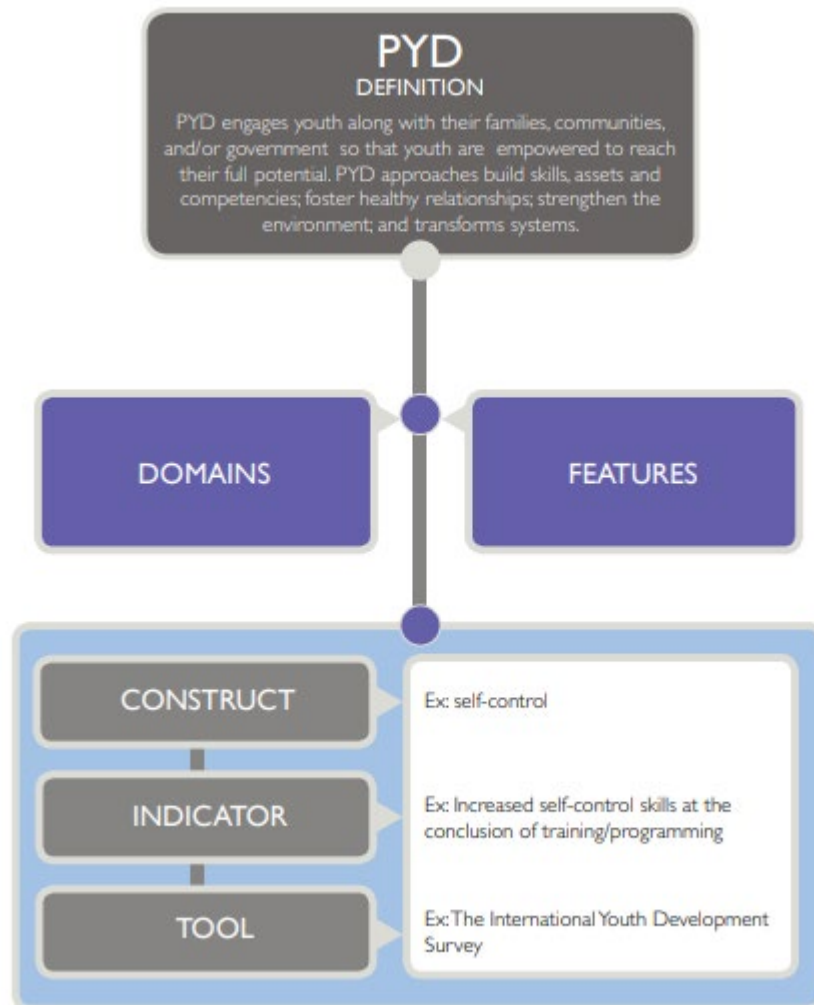 PYD
DEFINITION
PYD engages youth along with their families, communities,
and/or government so that youth are empowered to reach
their full potential. PYD approaches build skills, assets and
competencies; foster healthy relationships; strengthen the
environment; and transforms systems.
DOMAINS
FEATURES
CONSTRUCT
Ex: self-control
INDICATOR
Ex: Increased self-control skills at the
conclusion of training/programming
TOOL
Ex: The International Youth Development
Survey